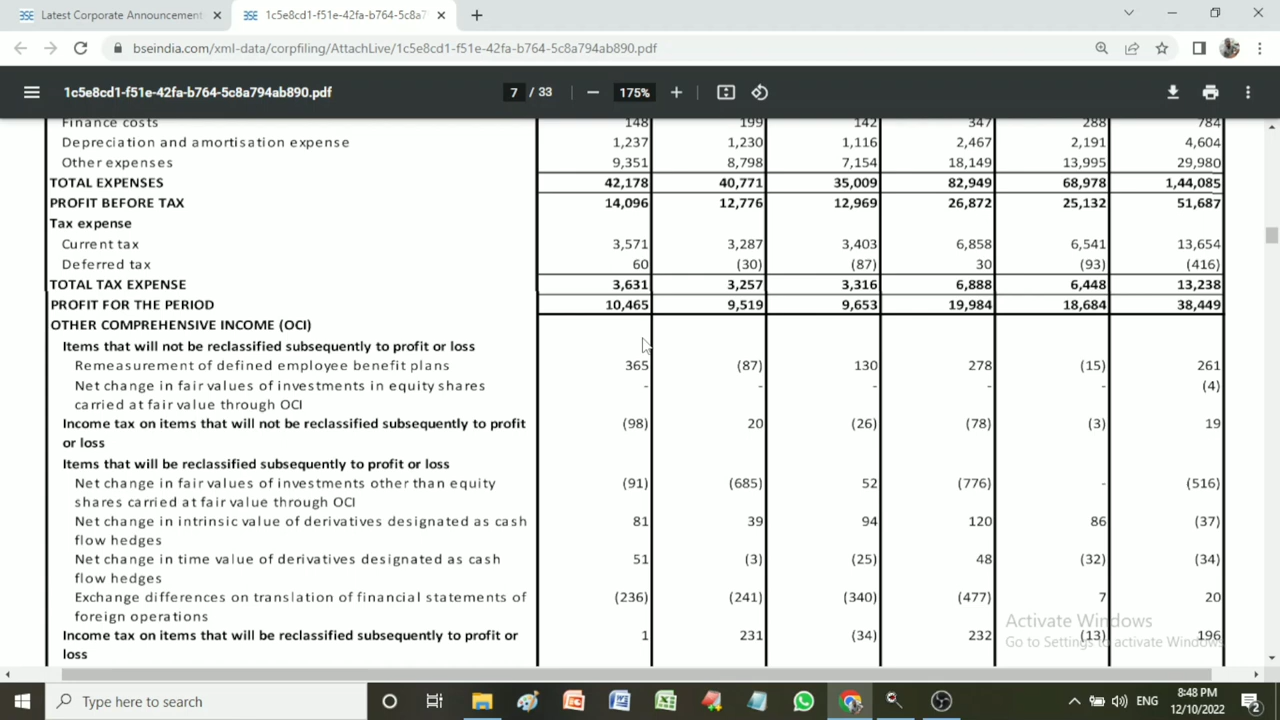 Latest Corporate Announcement
1c5e8cd1-f51e-42fa-b764-5c8a7
bseindia.com/xml-data/corpfiling/AttachLive/1c5e8cd1-f51e-42fa-b764-5c8a794ab890.pdf
1c5e8cd1-f51e-42fa-b764-5c8a794ab890.pdf 7 / 33 175%
Finance costs 148 199 142 347 288 784
Depreciation and amortisation expense 1,237 1,230 1,116 2,467 2,191 4,604
Other expenses 9,351 8,798 7,154 18,149 13,995 29,980
TOTAL EXPENSES 42,178 40,771 35,009 82,949 68,978 1,44,085
PROFIT BEFORE TAX 14,096 12,776 12,969 26,872 25,132 51,687
Tax expense
Current tax 3,571 3,287 3,403 6,858 6,541 13,654
Deferred tax 60 (30) (87) 30 (93) (416)
TOTAL TAX EXPENSE 3,631 3,257 3,316 6,888 6,448 13,238
PROFIT FOR THE PERIOD 10,465 9,519 9,653 19,984 18,684 38,449
OTHER COMPREHENSIVE INCOME (OCI)
Items that will not be reclassified subsequently to profit or loss
Remeasurement of defined employee benefit plans 365 (87) 130 278 (15) 261
Net change in fair values of investments in equity shares - - - - - (4)
carried at fair value through OCI
Income tax on items that will not be reclassified subsequently to profit (98) 20 (26) (78) (3) 19
or loss
Items that will be reclassified subsequently to profit or loss
Net change in fair values of investments other than equity (91) (685) 52 (776) - (516)
shares carried at fair value through OCI
Net change in intrinsic value of derivatives designated as cash 81 39 94 120 86 (37)
flow hedges
Net change in time value of derivatives designated as cash 51 (3) (25) 48 (32) (34)
flow hedges
Exchange differences on translation of financial statements of (236) (241) (340) (477) 7 20
foreign operations
Income tax on items that will be reclassified subsequently to profit or 1 231 (34) 232 (13) 196
loss
Activate Windows
Go to Settings to activate Windows.
Type here to search
ENG
8:48 PM
12/10/2022
2